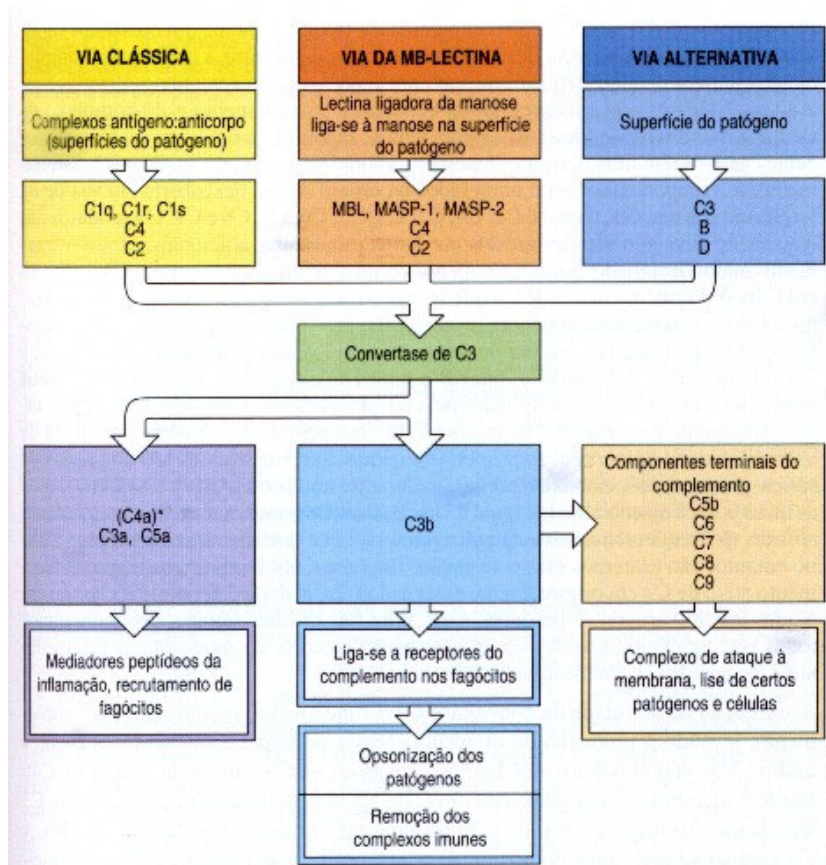 VIA CLÁSSICA
VIA DA MB-LECTINA
VIA ALTERNATIVA
Complexos antígeno:anticorpo
(superfícies do patógeno)
Lectina ligadora da manose
liga-se à manose na superfície
do patógeno
Superfície do patógeno
C1q, C1r, C1s
C4
C2
MBL, MASP-1, MASP-2
C4
C2
C3
B
D
Convertase de C3
(C4a)*
C3a, C5a
C3b
Componentes terminais do
complemento
C5b
C6
C7
C8
C9
Mediadores peptídeos da
inflamação, recrutamento de
fagócitos
Liga-se a receptores do
complemento nos fagócitos
Complexo de ataque à
membrana, lise de certos
patógenos e células
Opsonização dos
patógenos
Remoção dos
complexos imunes